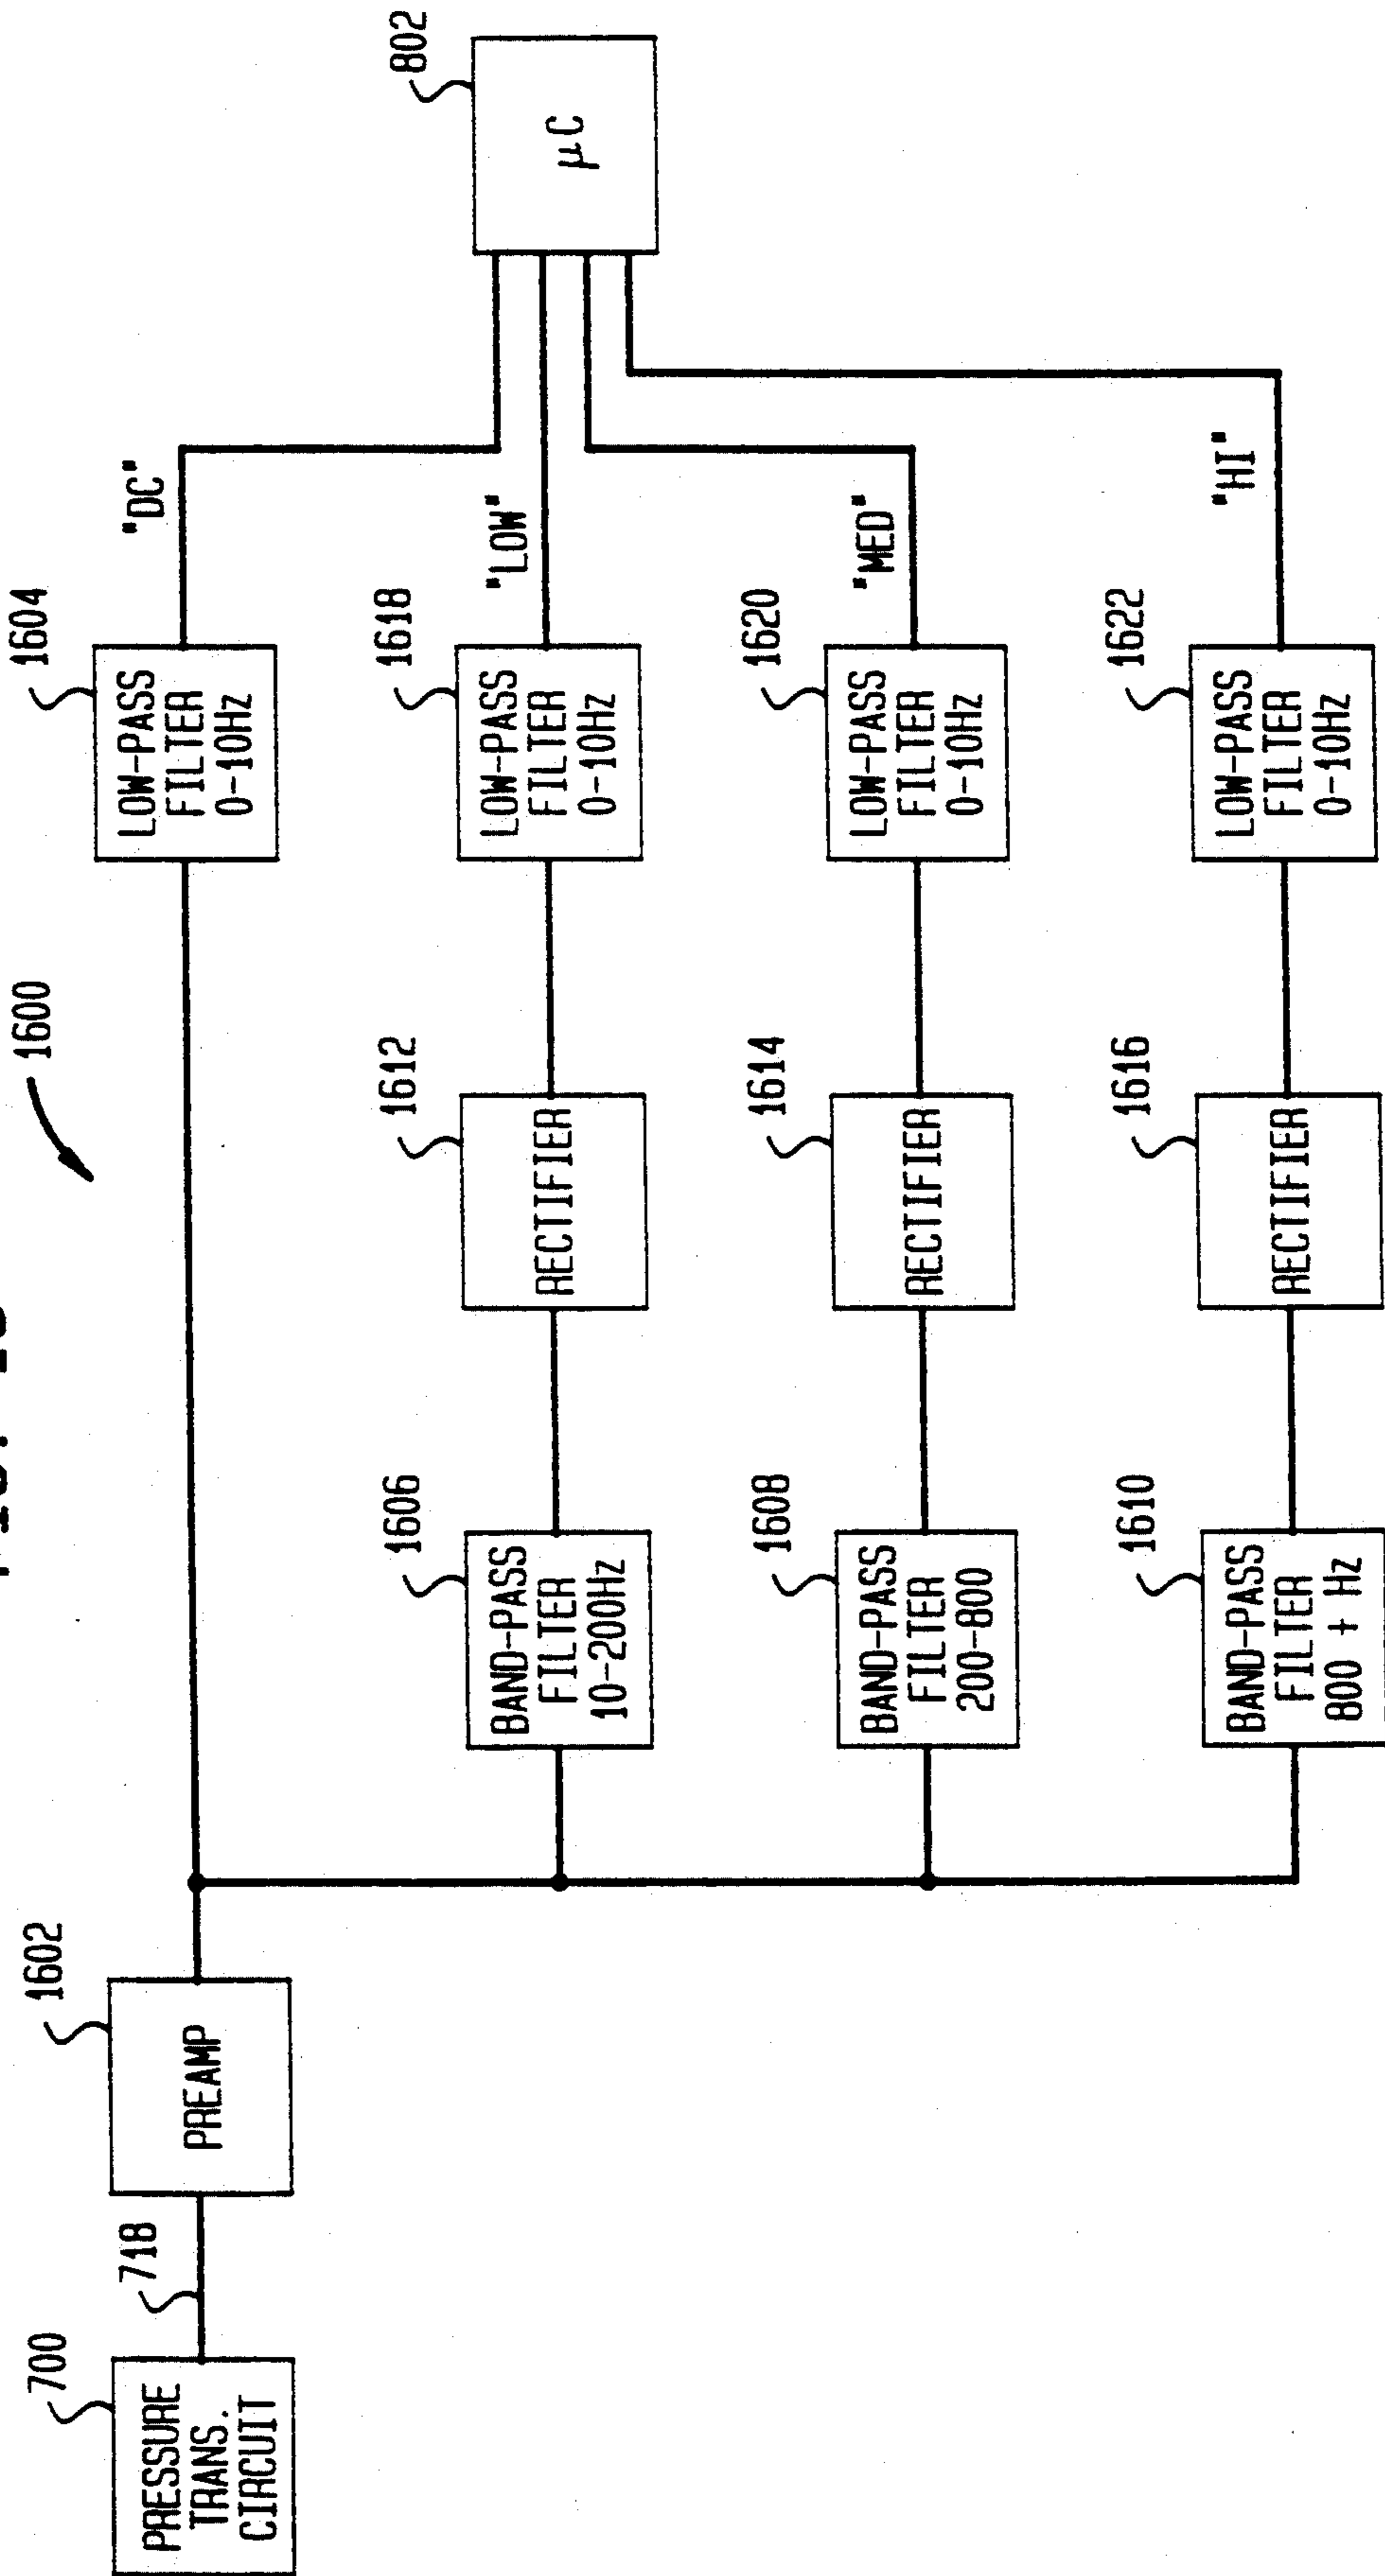 1600
700
PRESSURE
TRANS.
CIRCUIT
718
1602
PREAMP
1604
LOW-PASS
FILTER
0-10Hz
"DC"
1606
BAND-PASS
FILTER
10-200Hz
1612
RECTIFIER
1618
LOW-PASS
FILTER
0-10Hz
"LOW"
802
μC
1608
BAND-PASS
FILTER
200-800
1614
RECTIFIER
1620
LOW-PASS
FILTER
0-10Hz
"MED"
1610
BAND-PASS
FILTER
800 + Hz
1616
RECTIFIER
1622
LOW-PASS
FILTER
0-10Hz
"HI"